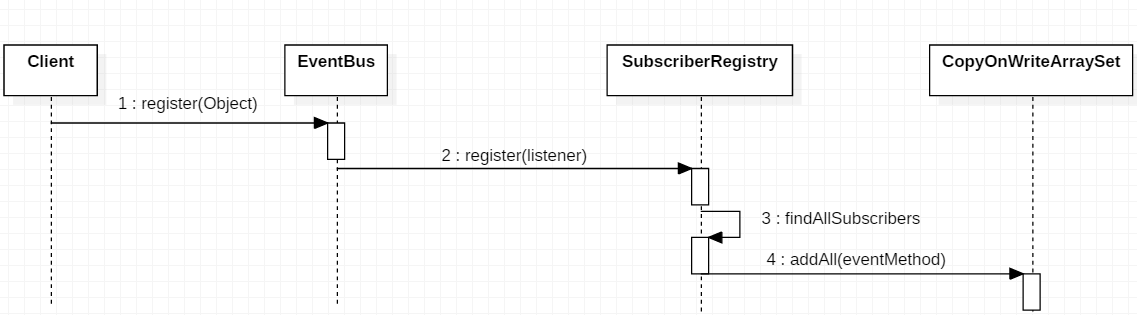 Client
EventBus
SubscriberRegistry
CopyOnWriteArraySet
1 : register(Object)
2 : register(listener)
3 : findAllSubscribers
4 : addAll(eventMethod)